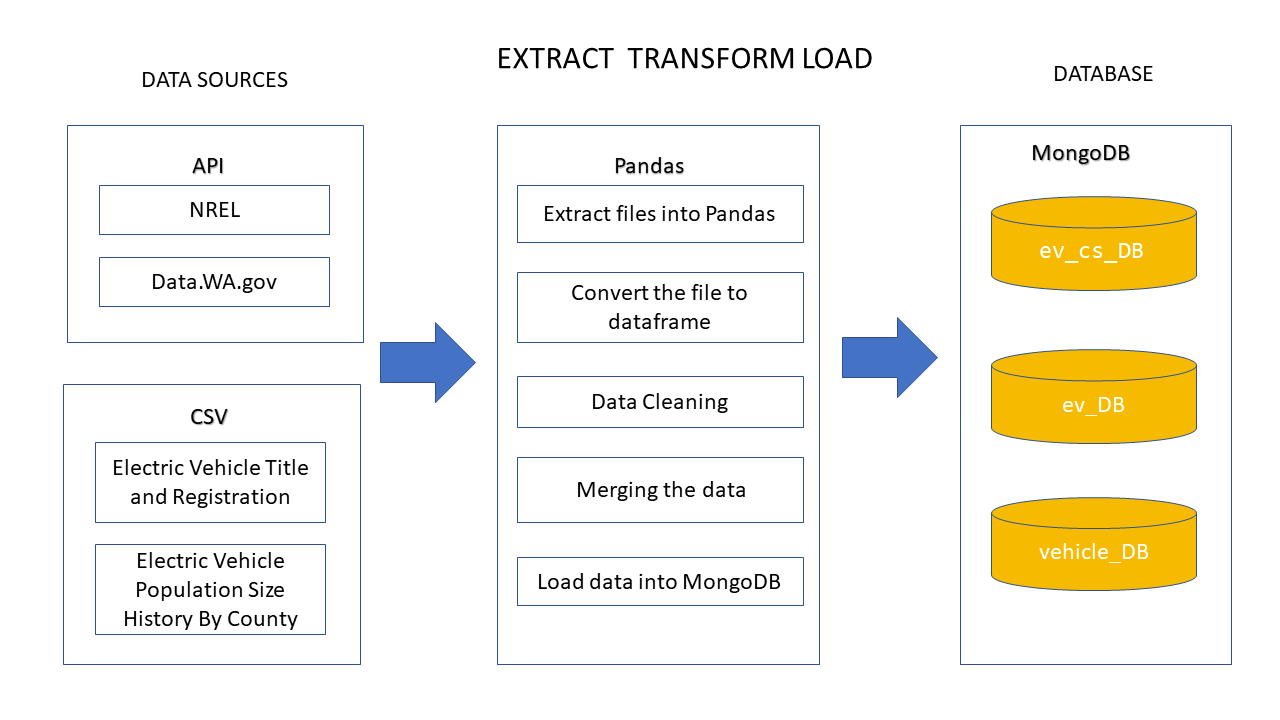 DATA SOURCES
EXTRACT TRANSFORM LOAD
DATABASE
API
NREL
Data.WA.gov
CSV
Electric Vehicle Title
and Registration
Electric Vehicle
Population Size
History By County
Pandas
Extract files into Pandas
Convert the file to
dataframe
Data Cleaning
Merging the data
Load data into MongoDB
MongoDB
ev_cs_DB
ev_DB
vehicle_DB